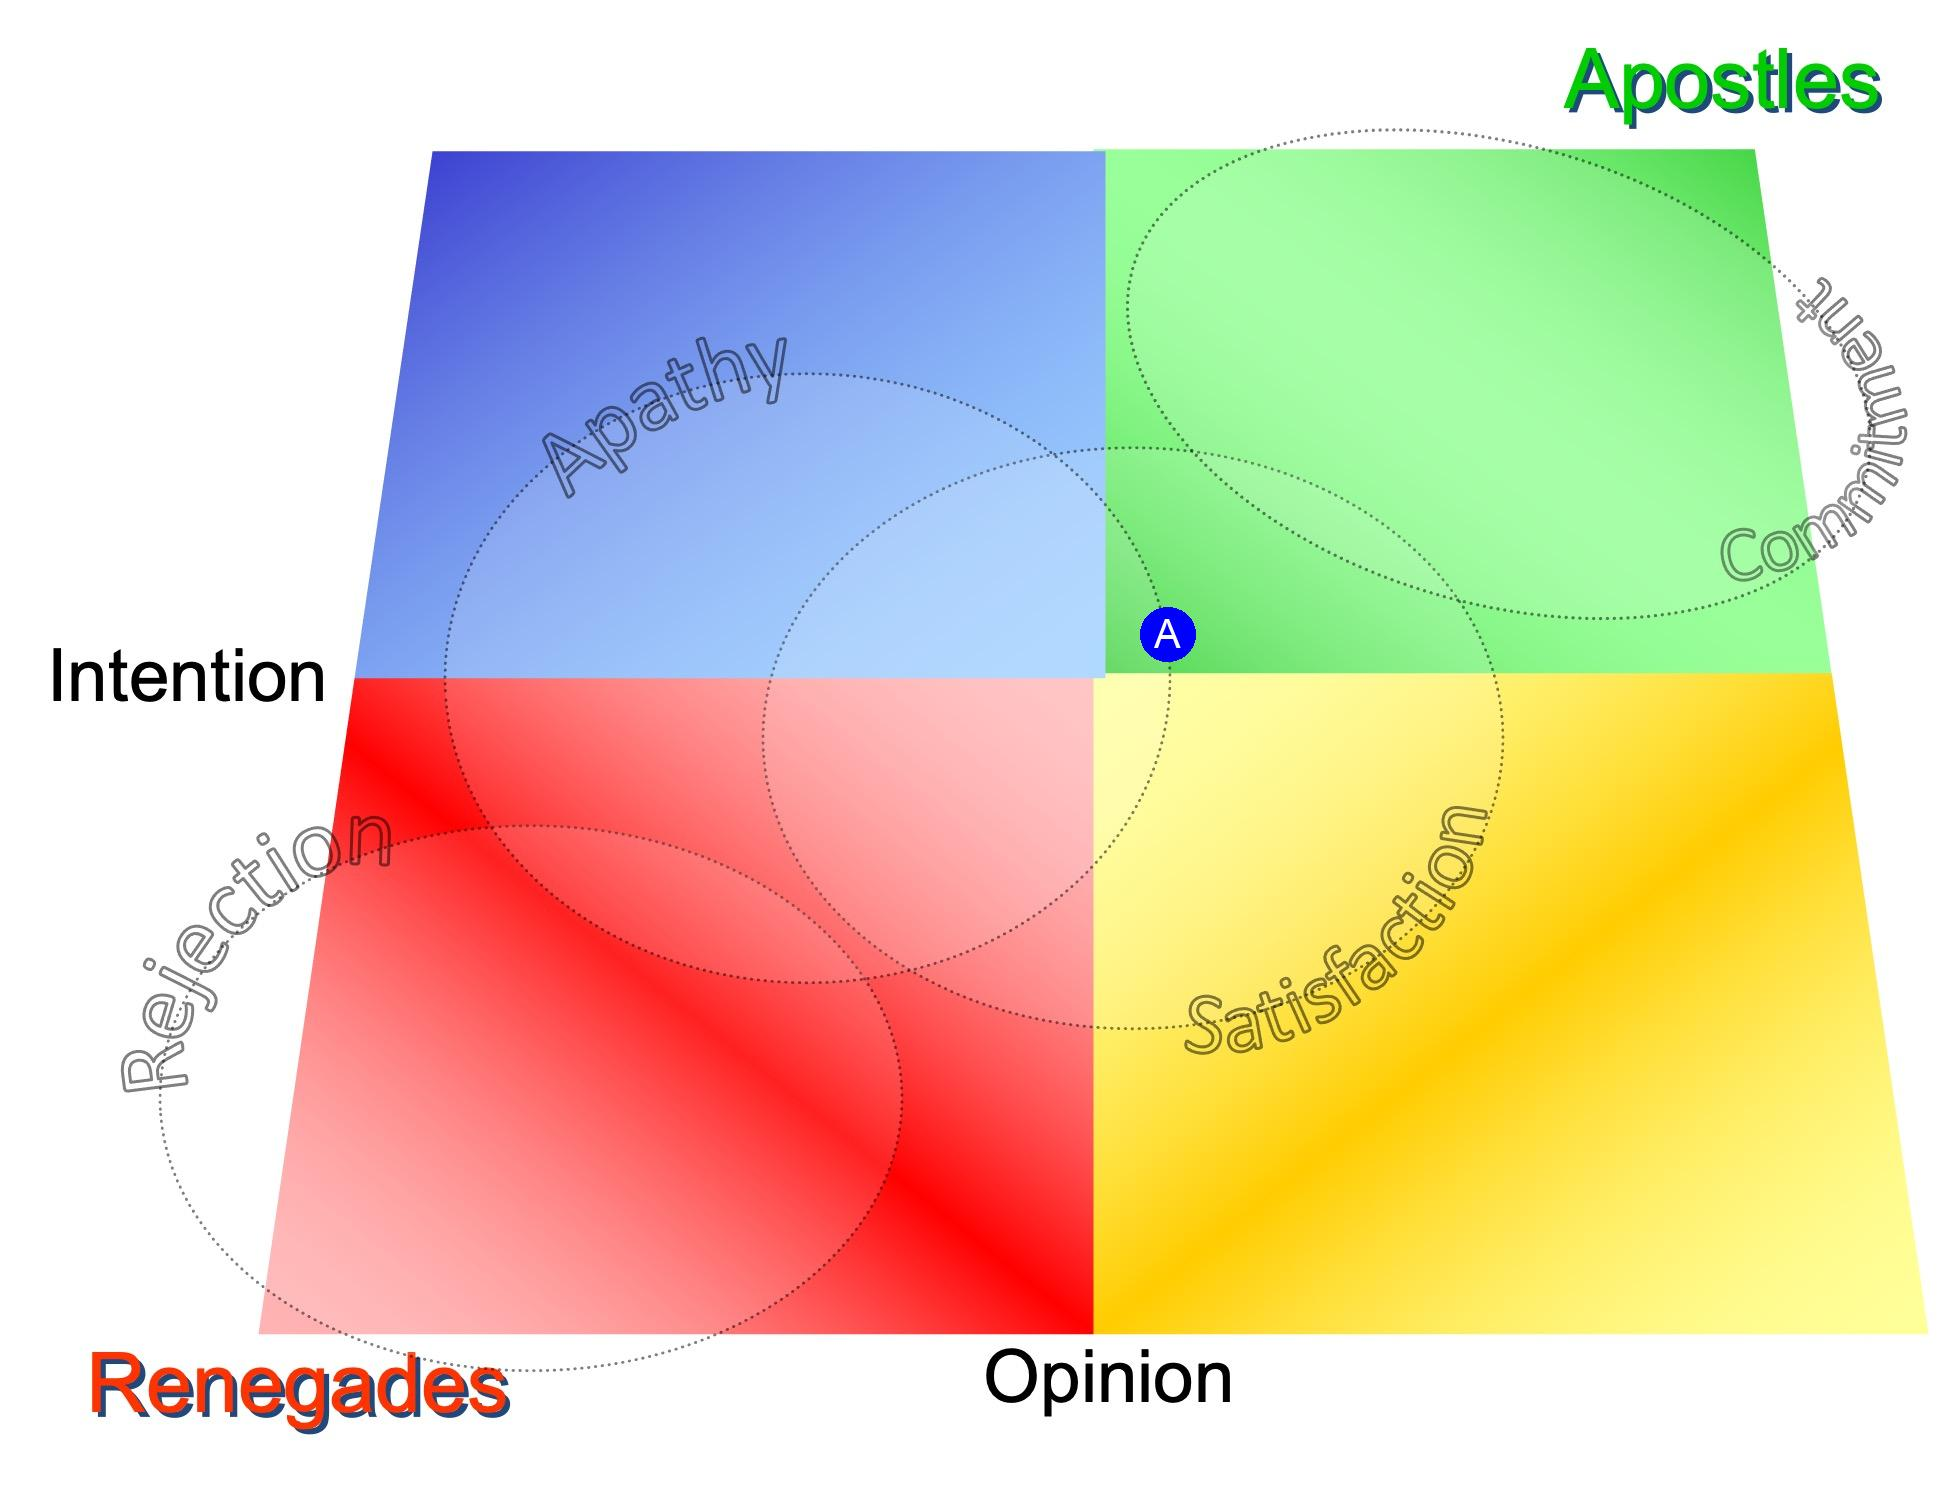 Apostles
Apathy
Commitment
A
Intention
Rejection
Satisfaction
Renegades
Opinion